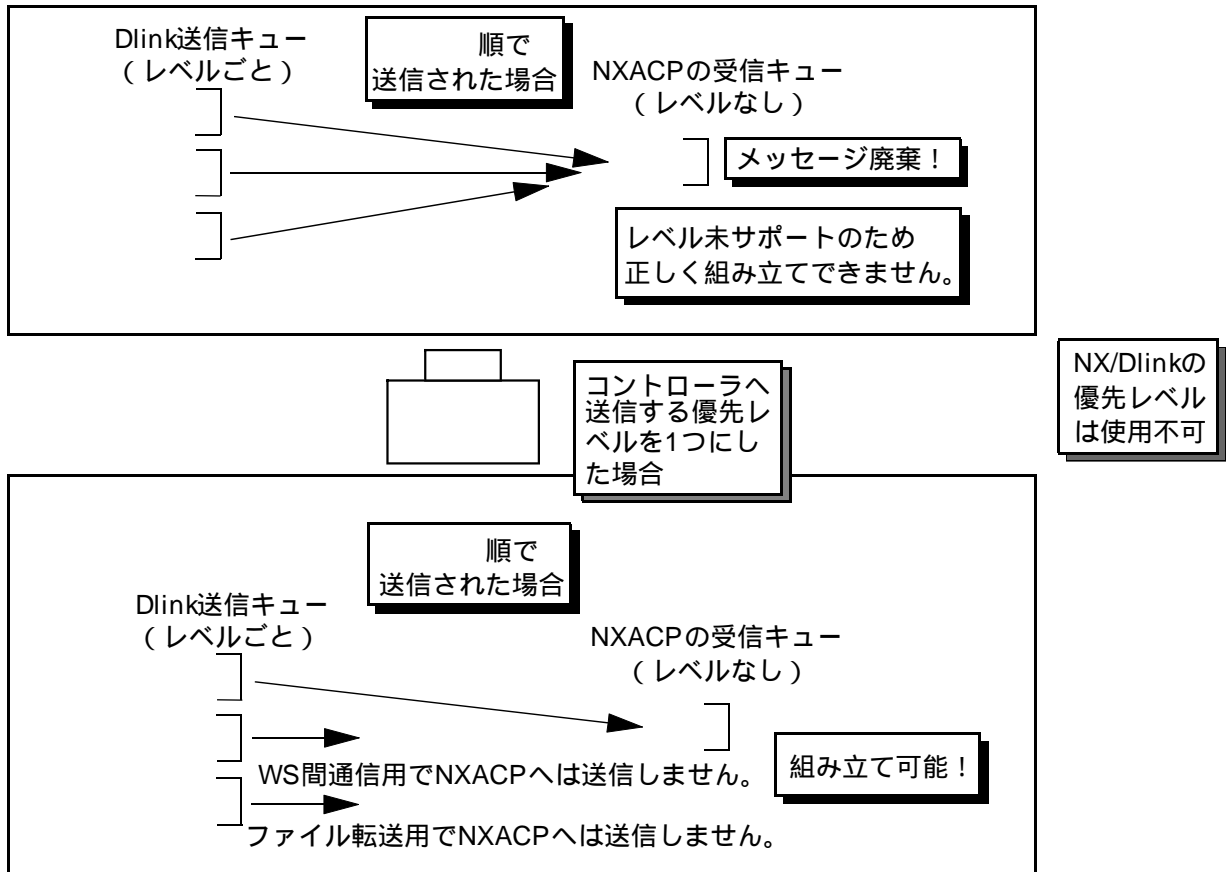 Dlink送信キュー
（レベルごと）
順で
送信された場合
NXACPの受信キュー
（レベルなし）
メッセージ廃棄！
レベル未サポートのため
正しく組み立てできません。
コントローラへ
送信する優先レ
ベルを1つにし
た場合
NX/Dlinkの
優先レベル
は使用不可
順で
送信された場合
Dlink送信キュー
（レベルごと）
NXACPの受信キュー
（レベルなし）
WS間通信用でNXACPへは送信しません。
組み立て可能！
ファイル転送用でNXACPへは送信しません。